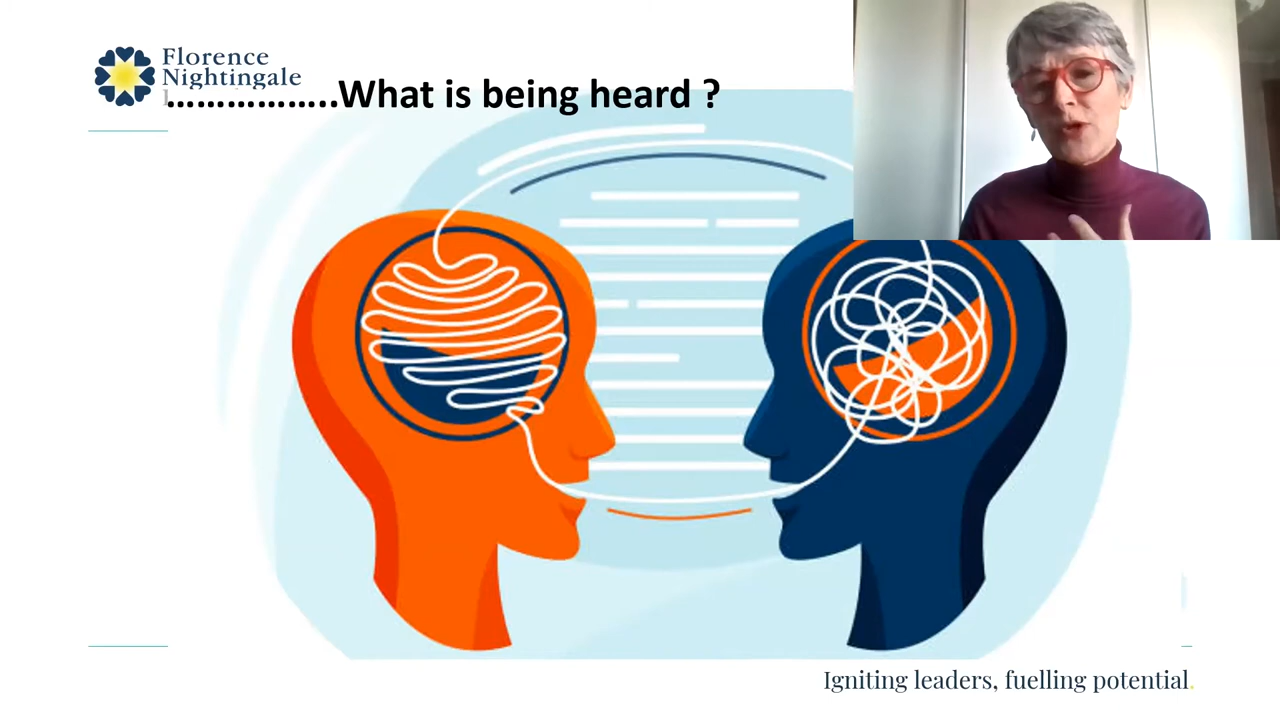 Florence
Nightingale
.................What is being heard ?
Igniting leaders, fuelling potential.